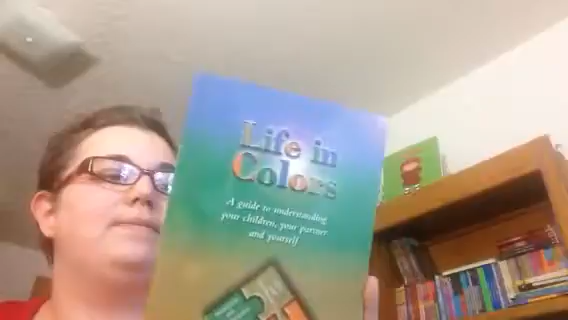 Life in
Colors
A guide to understanding
your children, your partner
and yourself